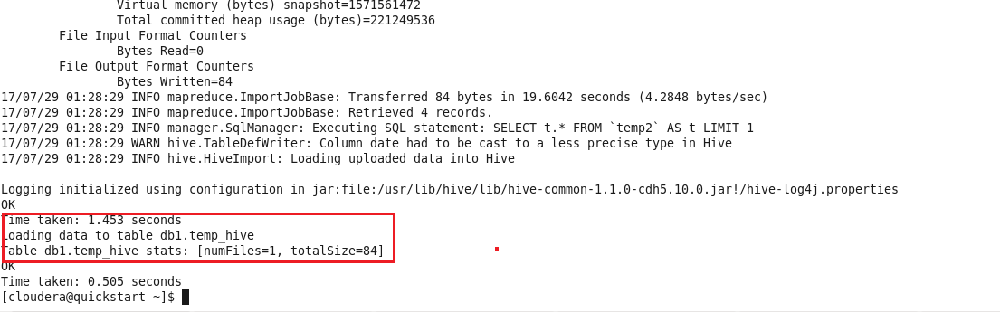 Virtual memory (bytes) snapshot=1571561472
Total committed heap usage (bytes)=221249536
File Input Format Counters
Bytes Read=0
File Output Format Counters
Bytes Written=84
17/07/29 01:28:29 INFO mapreduce.ImportJobBase: Transferred 84 bytes in 19.6042 seconds (4.2848 bytes/sec)
17/07/29 01:28:29 INFO mapreduce.ImportJobBase: Retrieved 4 records.
17/07/29 01:28:29 INFO manager.SqlManager: Executing SQL statement: SELECT t.* FROM `temp2` AS t LIMIT 1
17/07/29 01:28:29 WARN hive.TableDefWriter: Column date had to be cast to a less precise type in Hive
17/07/29 01:28:29 INFO hive.HiveImport: Loading uploaded data into Hive
Logging initialized using configuration in jar:file:/usr/lib/hive/lib/hive-common-1.1.0-cdh5.10.0.jar!/hive-log4j.properties
OK
Time taken: 1.453 seconds
Loading data to table db1.temp_hive
Table db1.temp_hive stats: [numFiles=1, totalSize=84]
OK
Time taken: 0.505 seconds
[cloudera@quickstart ~]$